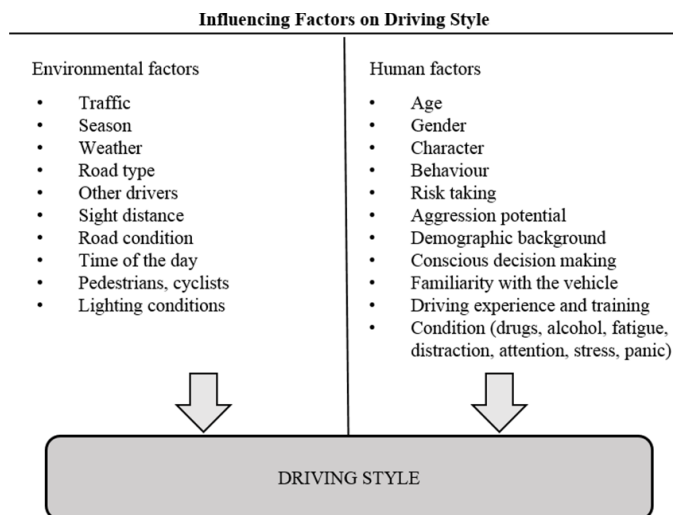 Influencing Factors on Driving Style
Environmental factors
• Traffic
• Season
• Weather
• Road type
• Other drivers
• Sight distance
• Road condition
• Time of the day
• Pedestrians, cyclists
• Lighting conditions
Human factors
• Age
• Gender
• Character
• Behaviour
• Risk taking
• Aggression potential
• Demographic background
• Conscious decision making
• Familiarity with the vehicle
• Driving experience and training
• Condition (drugs, alcohol, fatigue,
distraction, attention, stress, panic)
DRIVING STYLE